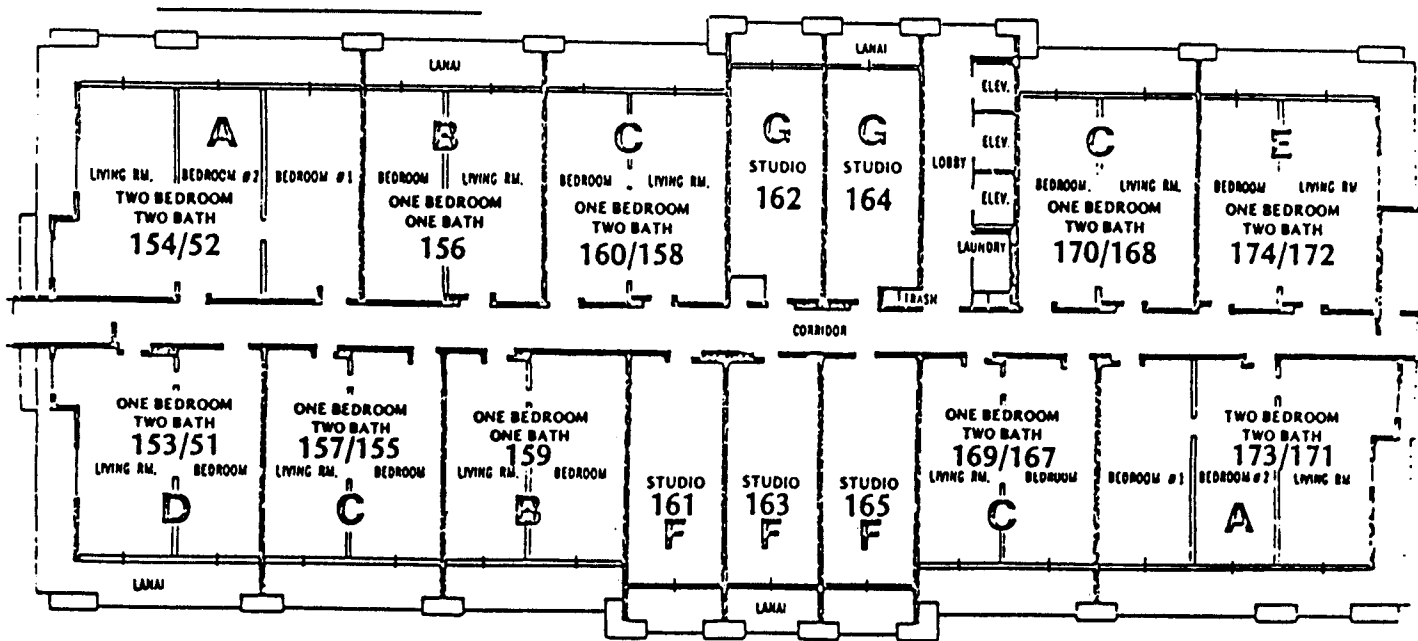 LANAI
LANAI
ELEV.
A
B
C
G
G
ELEV.
C
E
STUDIO
STUDIO
LOBBY
LIVING RM.
BEDROOM #2
BEDROOM #1
BEDROOM
LIVING RM.
BEDROOM
LIVING RM.
162
164
ELEV.
BEDROOM.
LIVING RM.
BEDROOM
LIVING RM
TWO BEDROOM
TWO BATH
154/52
ONE BEDROOM
ONE BATH
156
ONE BEDROOM
TWO BATH
160/158
LAUNDRY
ONE BEDROOM
TWO BATH
170/168
ONE BEDROOM
TWO BATH
174/172
TRASH
CORRIDOR
ONE BEDROOM
TWO BATH
153/51
LIVING RM.
BEDROOM
D
ONE BEDROOM
TWO BATH
157/155
LIVING RM.
BEDROOM
C
ONE BEDROOM
ONE BATH
159
LIVING RM.
BEDROOM
B
STUDIO
161
F
STUDIO
163
F
STUDIO
165
F
ONE BEDROOM
TWO BATH
169/167
LIVING RM.
BEDROOM
C
TWO BEDROOM
TWO BATH
173/171
BEDROOM #1
BEDROOM #2
LIVING RM
A
LANAI
LANAI